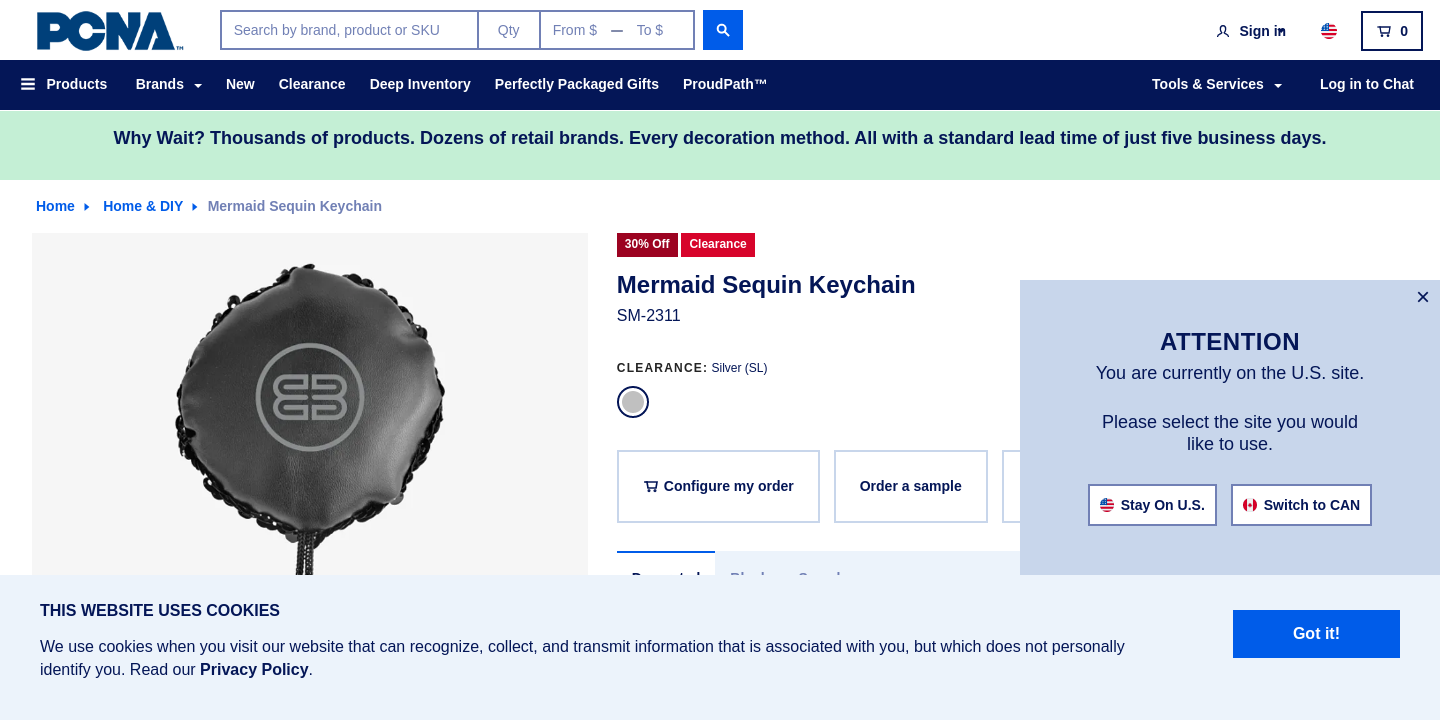 PCNA™
Search by brand, product or SKU
Qty
From $ — To $
Sign in
0
Products
Brands
New
Clearance
Deep Inventory
Perfectly Packaged Gifts
ProudPath™
Tools & Services
Log in to Chat
Why Wait? Thousands of products. Dozens of retail brands. Every decoration method. All with a standard lead time of just five business days.
Home
Home & DIY
Mermaid Sequin Keychain
30% Off
Clearance
Mermaid Sequin Keychain
SM-2311
CLEARANCE: Silver (SL)
Configure my order
Order a sample
×
ATTENTION
You are currently on the U.S. site.
Please select the site you would
like to use.
Stay On U.S.
Switch to CAN
THIS WEBSITE USES COOKIES
We use cookies when you visit our website that can recognize, collect, and transmit information that is associated with you, but which does not personally
identify you. Read our Privacy Policy.
Got it!